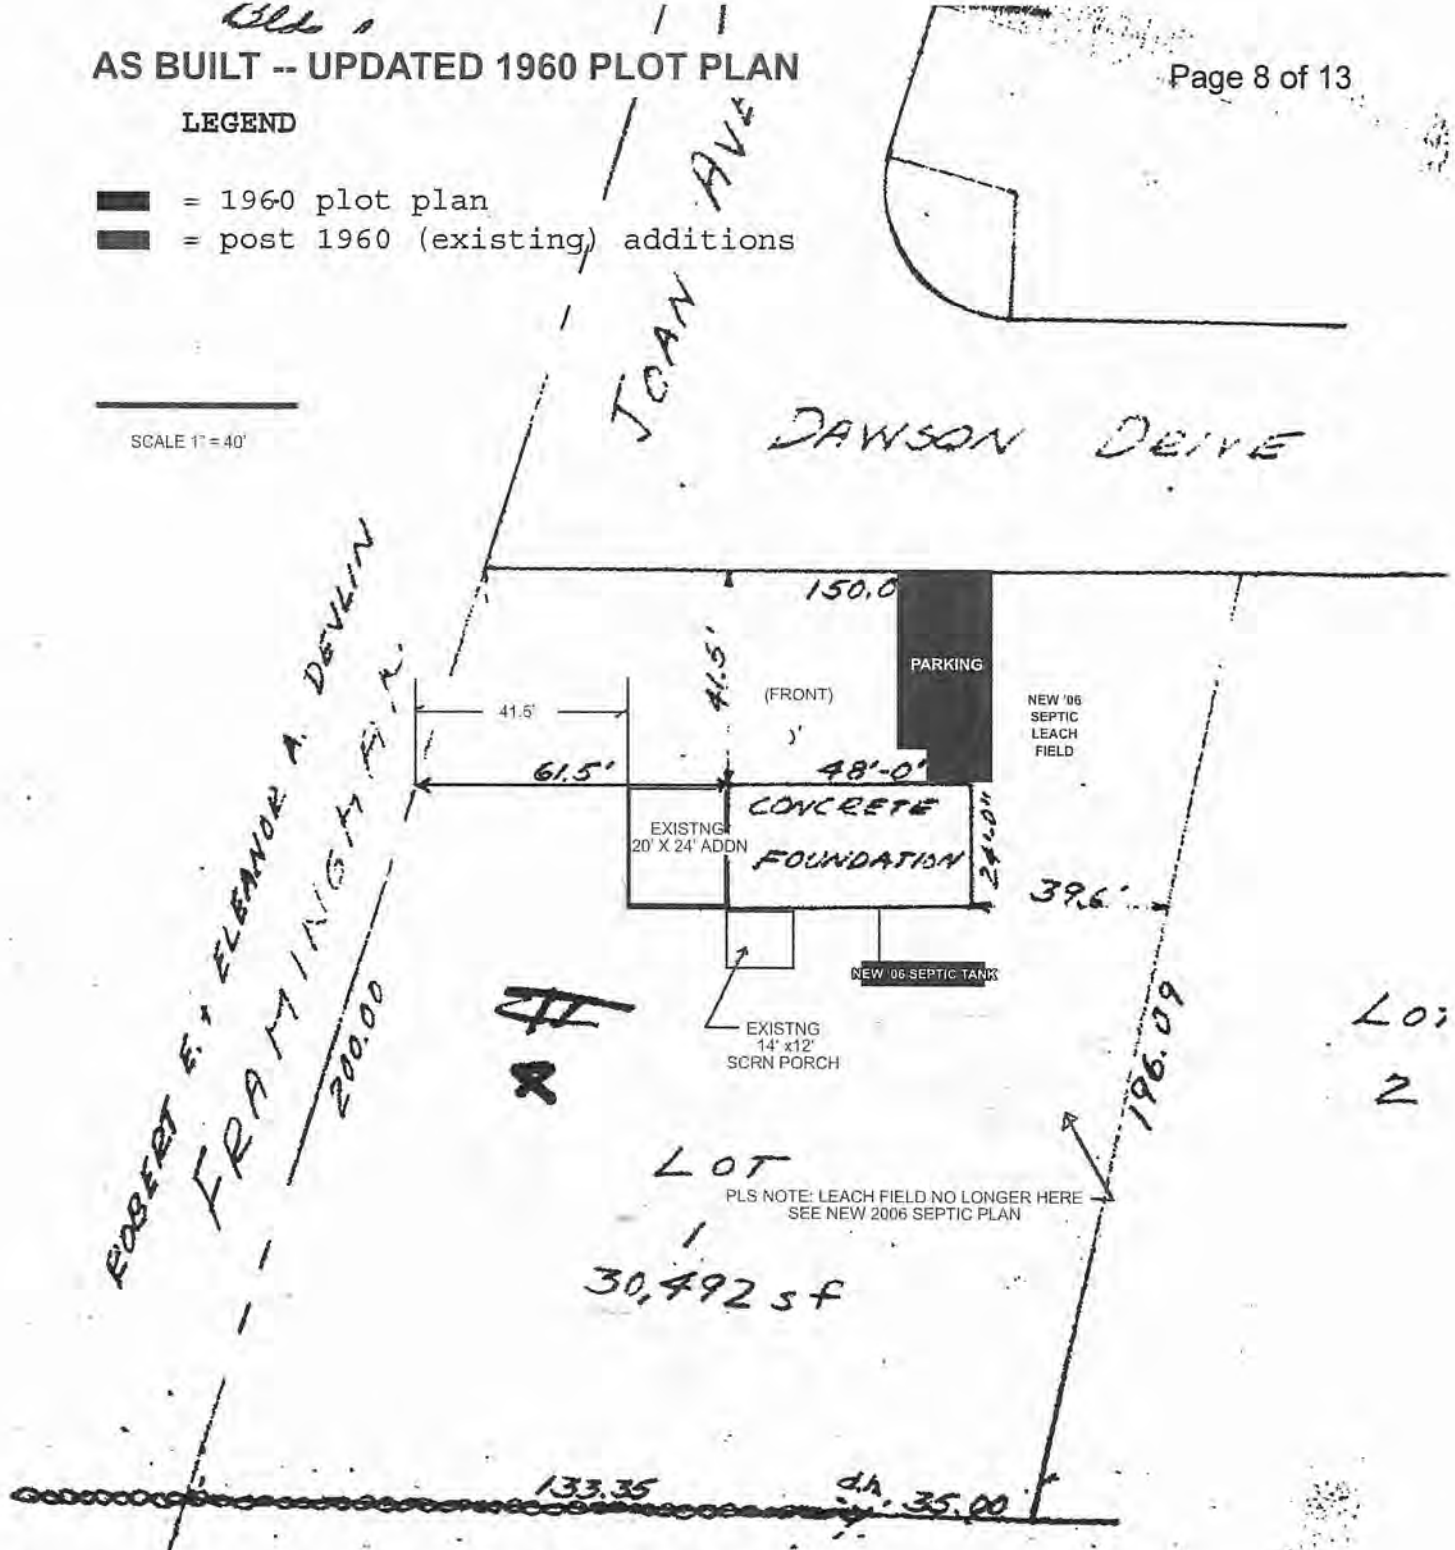 AS BUILT -- UPDATED 1960 PLOT PLAN
Page 8 of 13
LEGEND
= 1960 plot plan
= post 1960 (existing) additions
JOAN AVE
SCALE 1" = 40'
DAWSON DRIVE
ROBERT E. + ELEANOR A. DEVLIN
150.0
41.5'
(FRONT)
PARKING
NEW '06
SEPTIC
LEACH
FIELD
41.5'
61.5'
48'-0"
CONCRETE
FOUNDATION
24'-0"
EXISTNG
20' X 24' ADDN
39.6'
NEW '06 SEPTIC TANK
EXISTNG
14' x12'
SCRN PORCH
200.00
196.09
2
LOT
1
30,492 sf
PLS NOTE: LEACH FIELD NO LONGER HERE
SEE NEW 2006 SEPTIC PLAN
133.35
d.h.
35.00